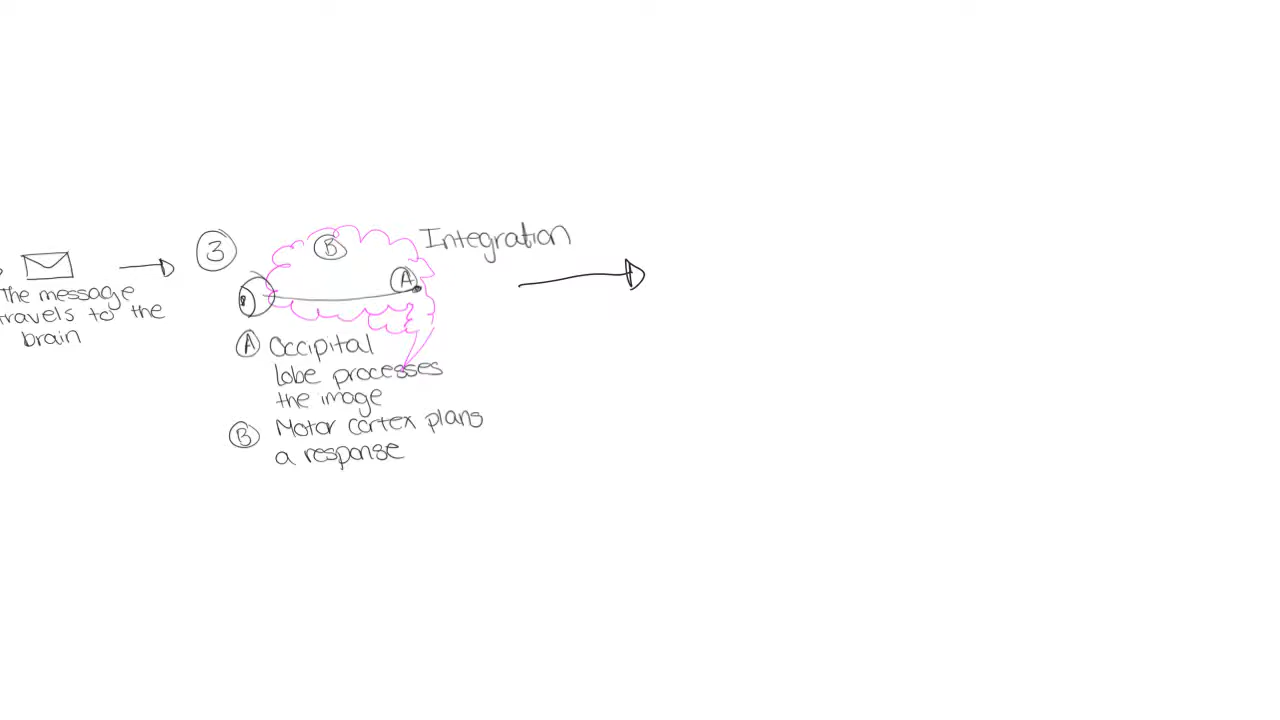 The message
travels to the
brain
3
B
Integration
A
A Occipital
lobe processes
the image
B Motor cortex plans
a response